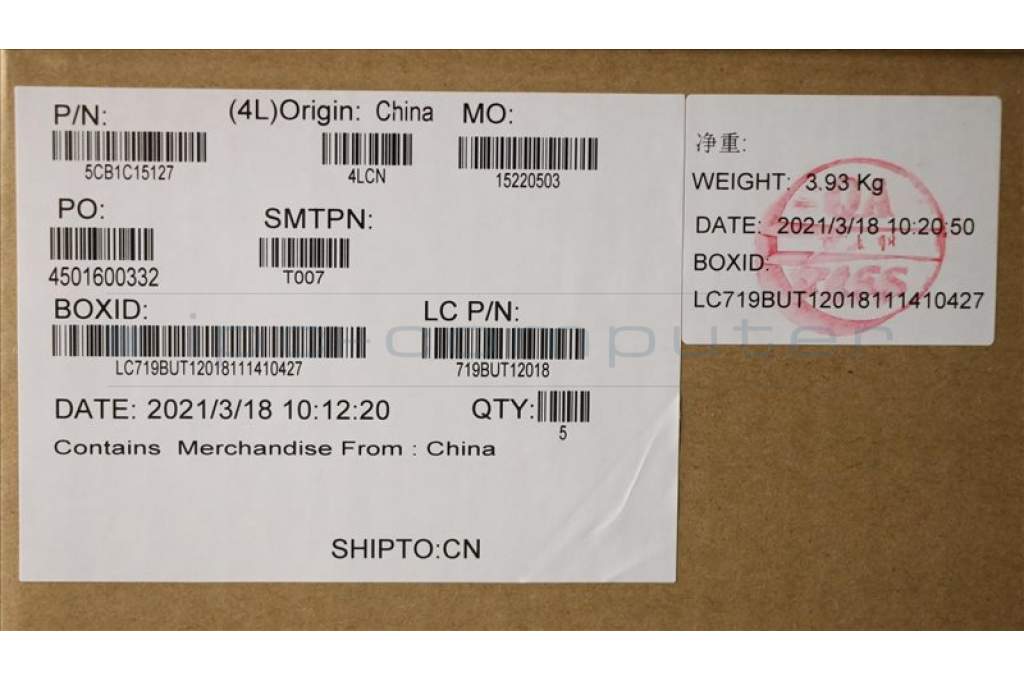 P/N: (4L)Origin: China MO:
5CB1C15127 4LCN 15220503
PO: SMTPN:
4501600332 T007
BOXID: LC P/N:
LC719BUT12018111410427 719BUT12018
DATE: 2021/3/18 10:12:20 QTY:
5
Contains Merchandise From : China
SHIPTO:CN
净重:
WEIGHT: 3.93 Kg
DATE: 2021/3/18 10:20:50
BOXID:
LC719BUT12018111410427
computer